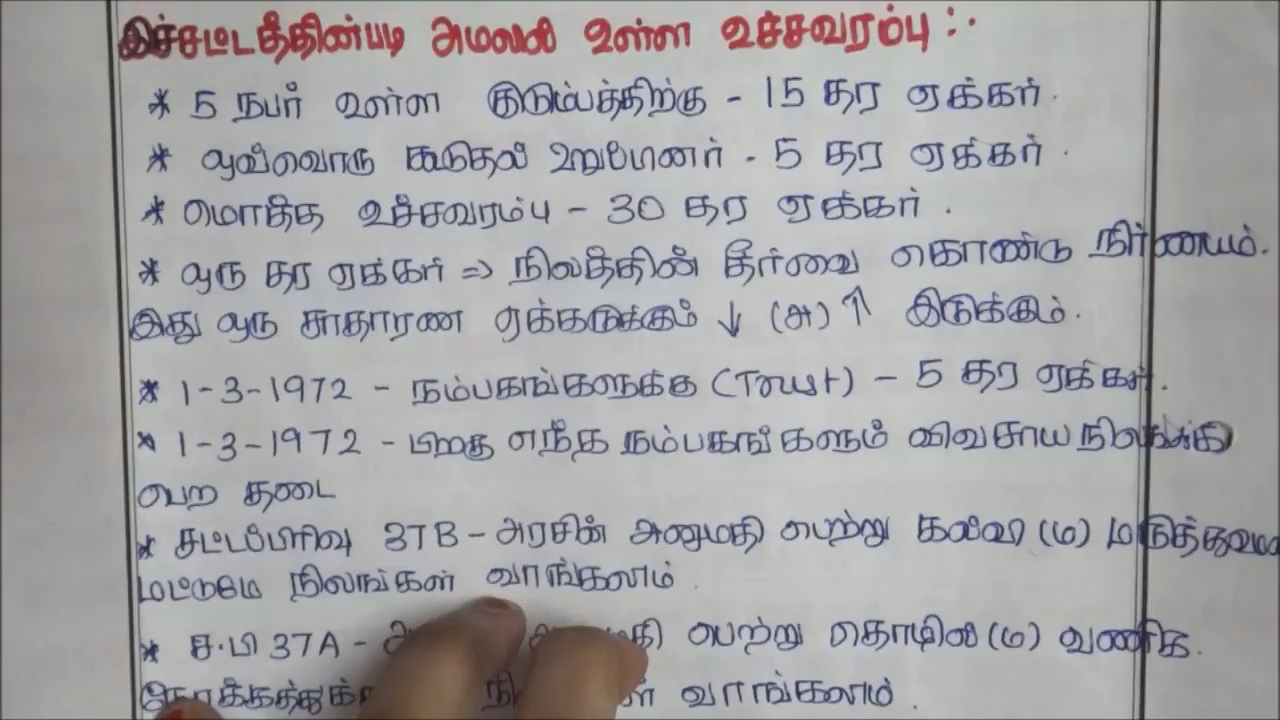 இச்சட்டத்தின்படி அமலில் உள்ள உச்சவரம்பு :-
* 5 நபர் உள்ள குடும்பத்திற்கு - 15 தர ஏக்கர்.
* ஒவ்வொரு கூடுதல் உறுப்பினர் - 5 தர ஏக்கர்.
* மொத்த உச்சவரம்பு - 30 தர ஏக்கர்.
* ஒரு தர ஏக்கர் => நிலத்தின் தீர்வை கொண்டு நிர்ணயம்.
இது ஒரு சாதாரண ஏக்கருக்கும் ↓ (அ) ↑ இருக்கும்.
* 1-3-1972 - நம்பகங்களுக்கு (Trust) - 5 தர ஏக்கர்.
* 1-3-1972 - பிறகு எந்த நம்பகங்களும் விவசாய
பெற தடை
* சட்டப்பிரிவு 37B - அரசின் அனுமதி பெற்று கல்வி (ம)
மட்டுமே நிலங்கள் வாங்கலாம்.
* ச.பி 37A - பெற்று தொழில் (ம) வணிக
வாங்கலாம்.